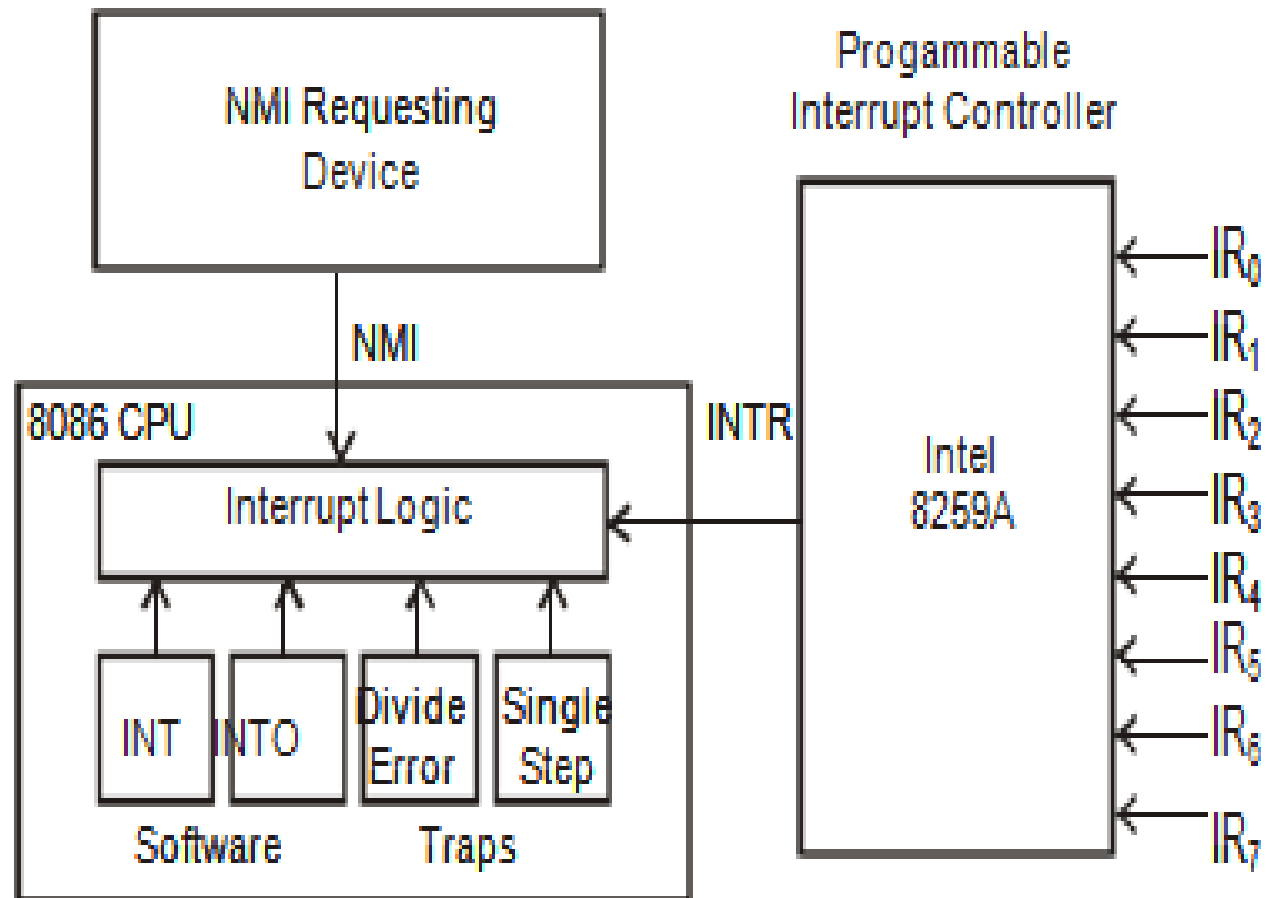 NMI Requesting
Device
Progammable
Interrupt Controller
NMI
8086 CPU
INTR
Interrupt Logic
Intel
8259A
IR0
IR1
IR2
IR3
IR4
IR5
IR6
IR7
INT
INTO
Divide
Error
Single
Step
Software
Traps